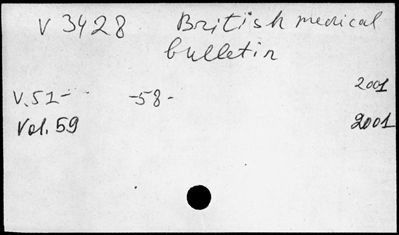 V 3428 British medical
bulletin
V.51- -58- 2001
Vol. 59 2001